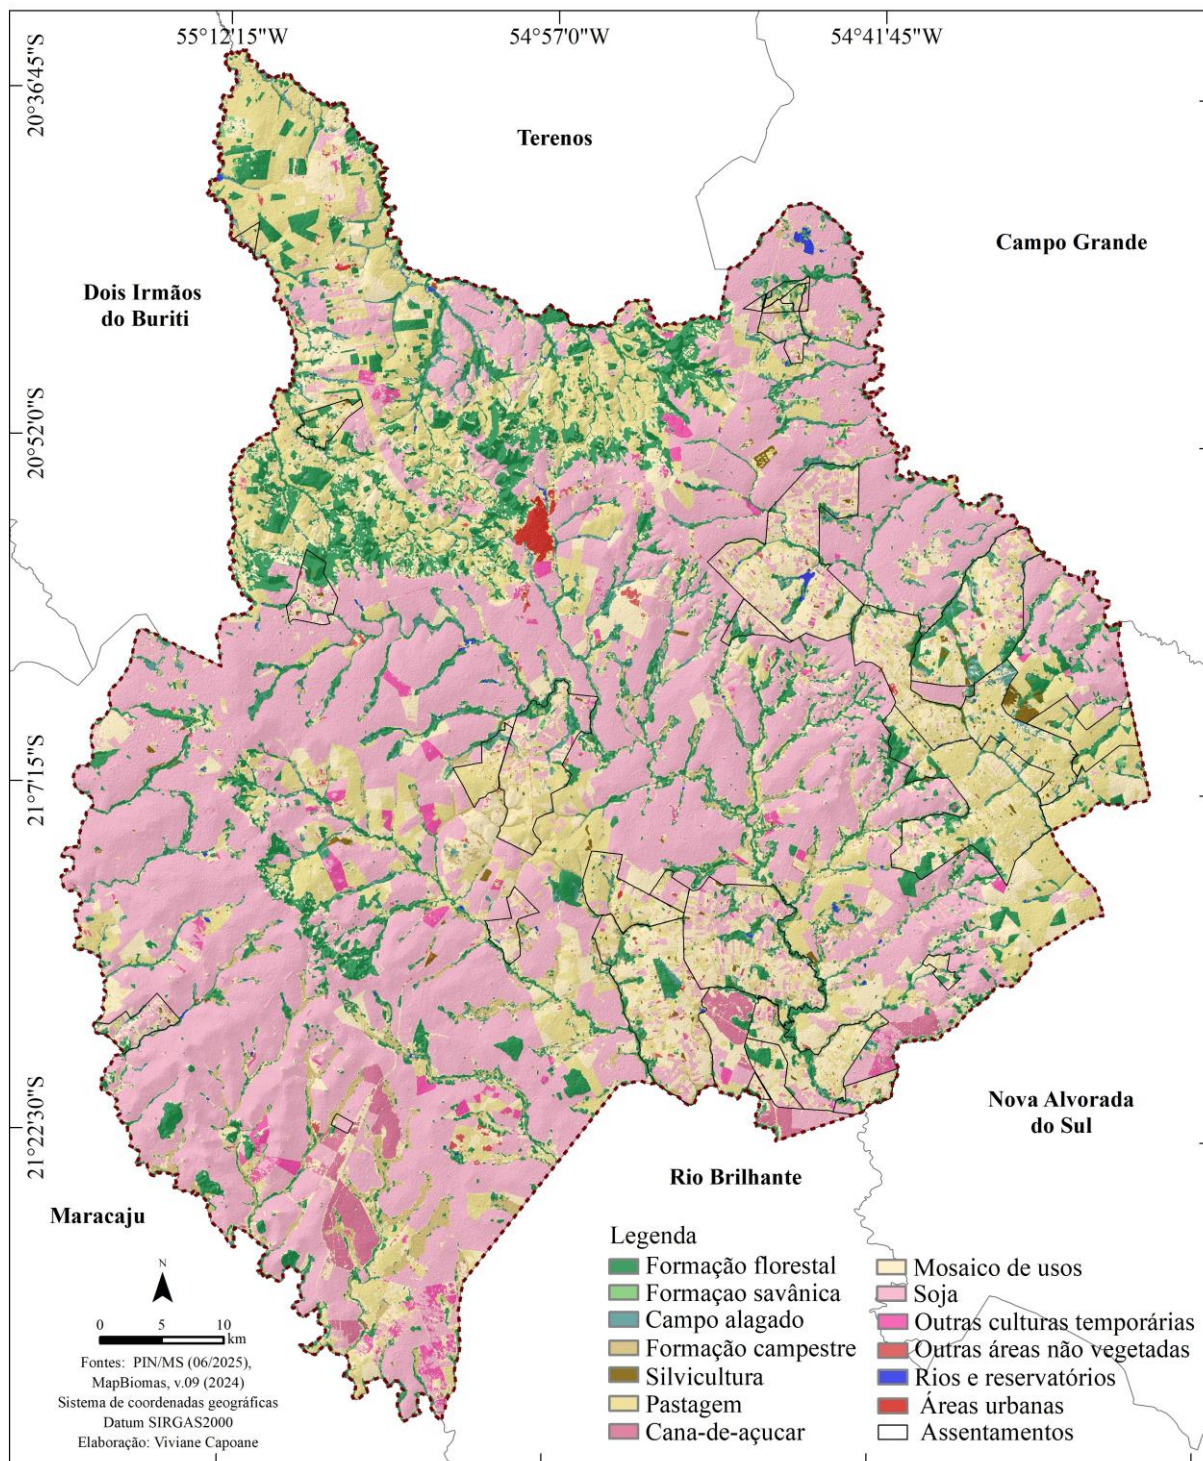 55°12'15"W
54°57'0"W
54°41'45"W
20°36'45"S
20°52'0"S
21°7'15"S
21°22'30"S
Terenos
Campo Grande
Dois Irmãos
do Buriti
Nova Alvorada
do Sul
Rio Brilhante
Maracaju
N
0 5 10
km
Fontes: PIN/MS (06/2025),
MapBiomas, v.09 (2024)
Sistema de coordenadas geográficas
Datum SIRGAS2000
Elaboração: Viviane Capoane
Legenda
Formação florestal
Formaçao savânica
Campo alagado
Formação campestre
Silvicultura
Pastagem
Cana-de-açucar
Mosaico de usos
Soja
Outras culturas temporárias
Outras áreas não vegetadas
Rios e reservatórios
Áreas urbanas
Assentamentos